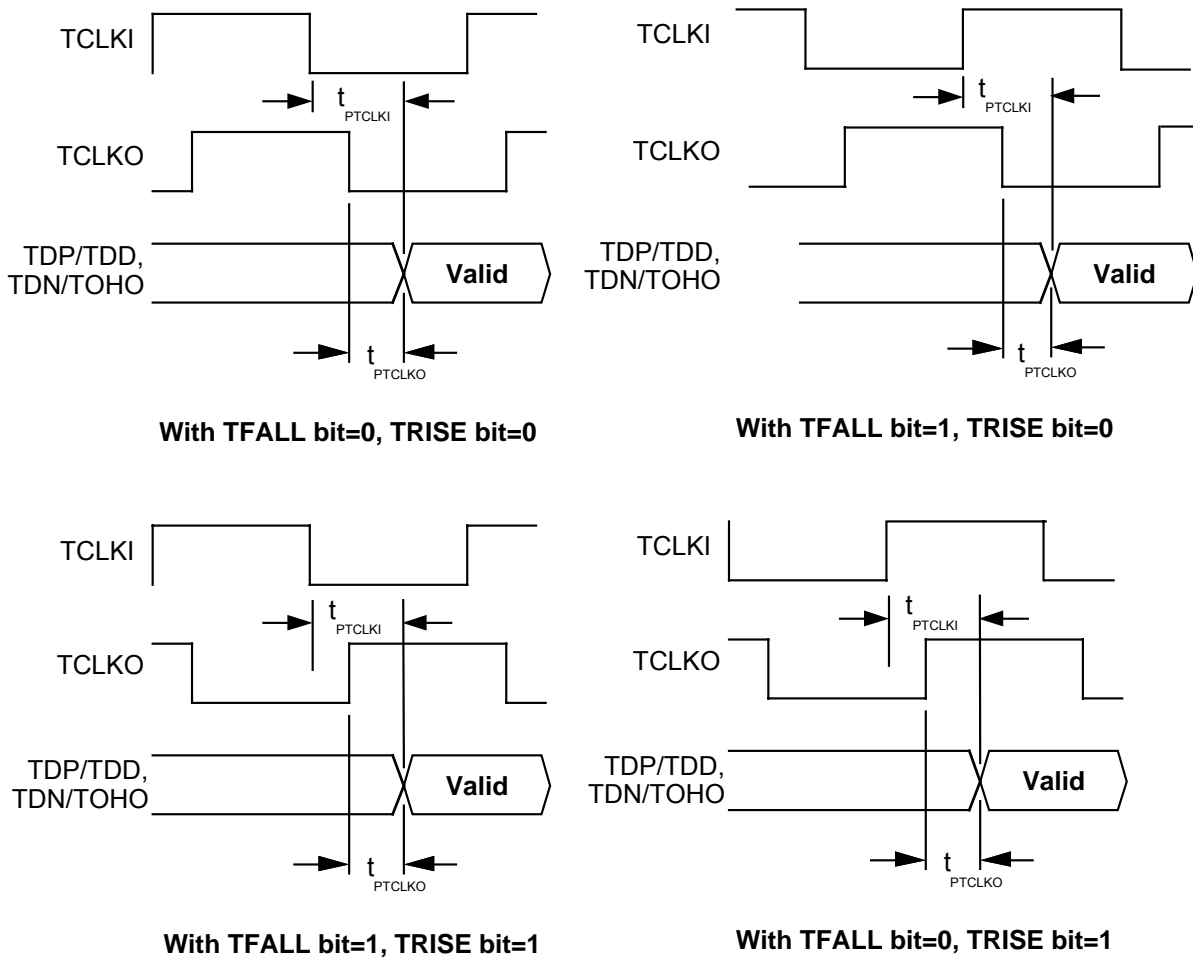 TCLKI
t
PTCLKI
TCLKO
TDP/TDD,
TDN/TOHO
Valid
t
PTCLKO
With TFALL bit=0, TRISE bit=0
TCLKI
t
PTCLKI
TCLKO
TDP/TDD,
TDN/TOHO
Valid
t
PTCLKO
With TFALL bit=1, TRISE bit=0
TCLKI
t
PTCLKI
TCLKO
TDP/TDD,
TDN/TOHO
Valid
t
PTCLKO
With TFALL bit=1, TRISE bit=1
TCLKI
t
PTCLKI
TCLKO
TDP/TDD,
TDN/TOHO
Valid
t
PTCLKO
With TFALL bit=0, TRISE bit=1